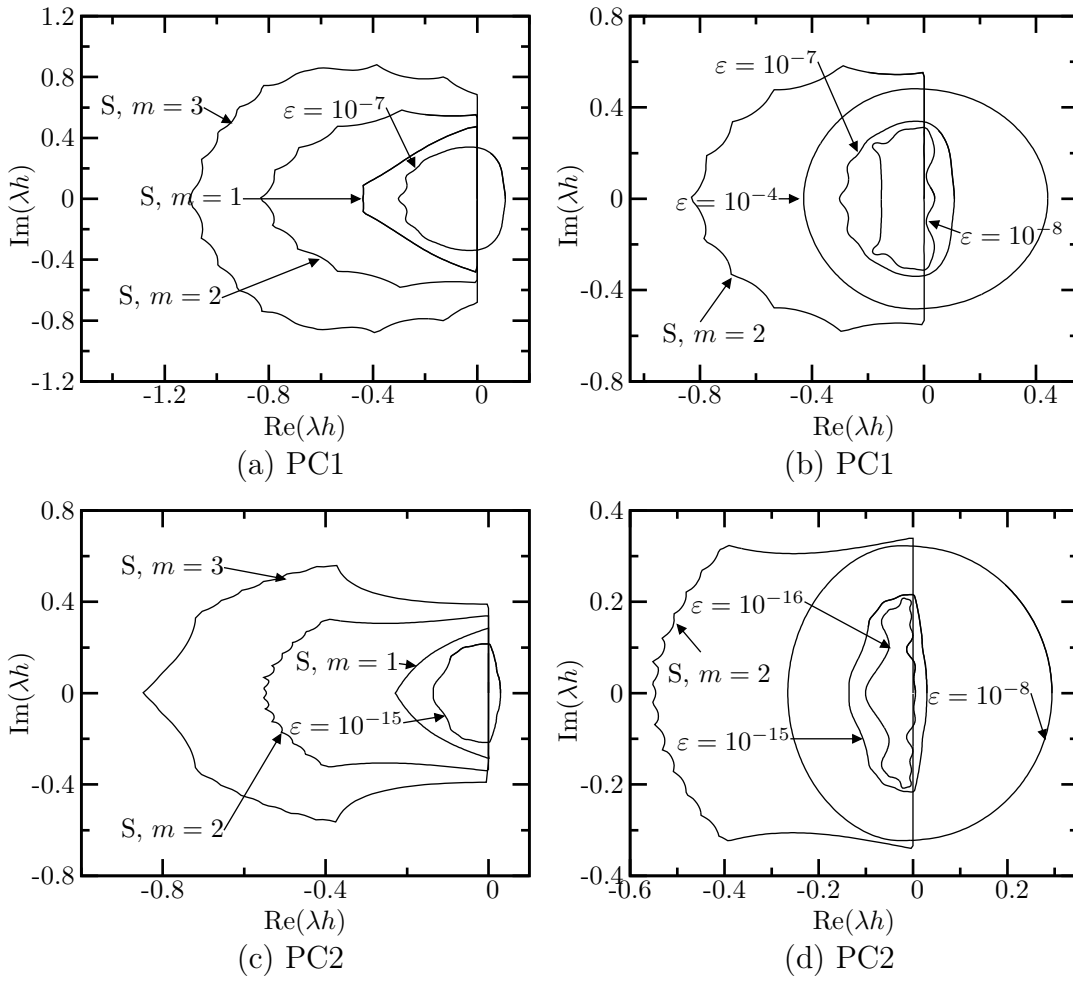 1.2
0.8
0.4
0
-0.4
-0.8
-1.2
-1.2
-0.8
-0.4
0
Im(λh)
Re(λh)
S, m = 3
ε = 10⁻⁷
S, m = 1
S, m = 2
(a) PC1
0.8
0.4
0
-0.4
-0.8
-0.8
-0.4
0
0.4
Im(λh)
Re(λh)
ε = 10⁻⁷
ε = 10⁻⁴
ε = 10⁻⁸
S, m = 2
(b) PC1
0.8
0.4
0
-0.4
-0.8
-0.8
-0.4
0
Im(λh)
Re(λh)
S, m = 3
S, m = 1
ε = 10⁻¹⁵
S, m = 2
(c) PC2
0.4
0.2
0
-0.2
-0.4
-0.6
-0.4
-0.2
0
0.2
Im(λh)
Re(λh)
ε = 10⁻¹⁶
S, m = 2
ε = 10⁻⁸
ε = 10⁻¹⁵
(d) PC2